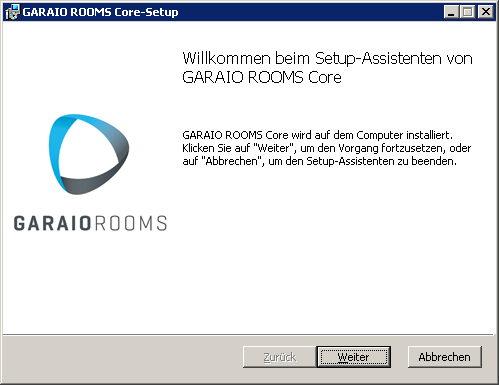 GARAIO ROOMS Core-Setup
Willkommen beim Setup-Assistenten von
GARAIO ROOMS Core
GARAIO ROOMS Core wird auf dem Computer installiert.
Klicken Sie auf "Weiter", um den Vorgang fortzusetzen, oder
auf "Abbrechen", um den Setup-Assistenten zu beenden.
GARAIOROOMS
Zurück
Weiter
Abbrechen